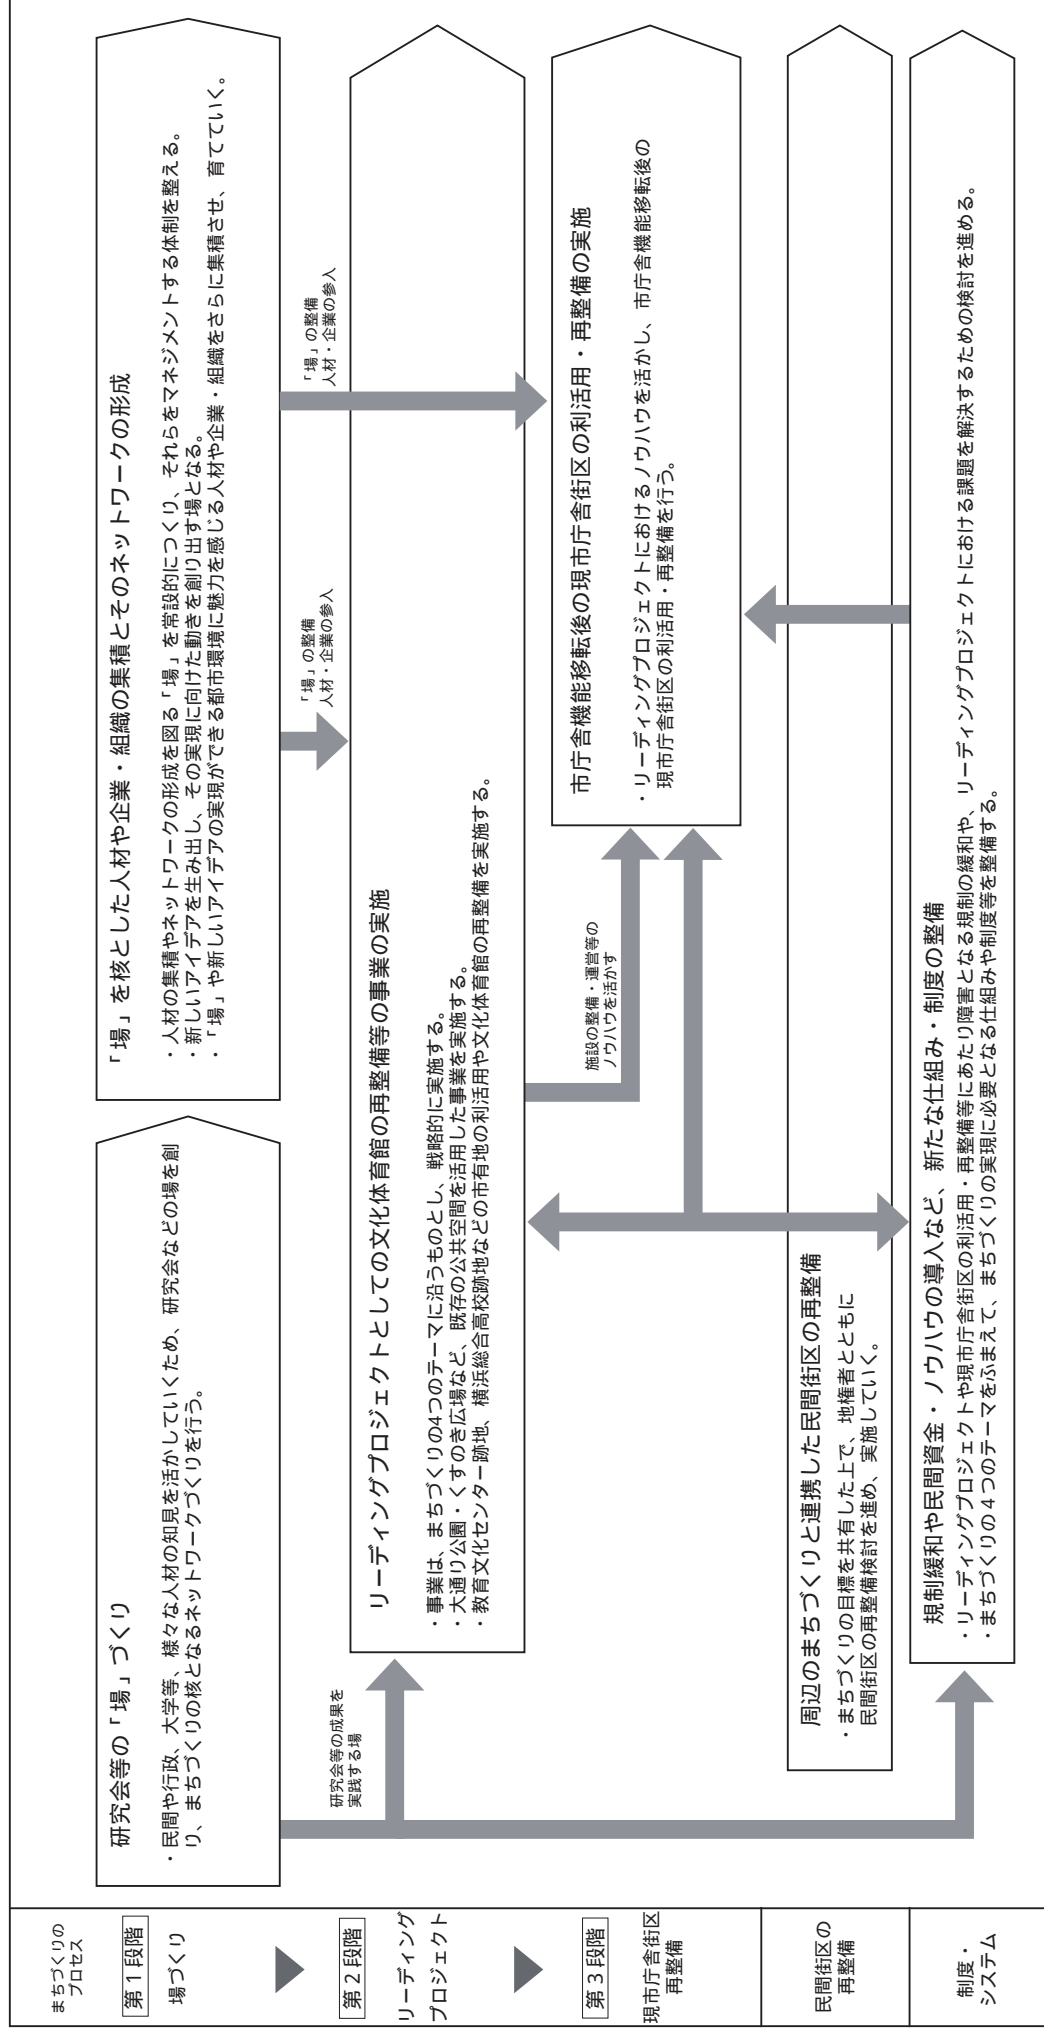 まちづくりの
プロセス
第1段階
場づくり
研究会等の「場」づくり
・民間や行政、大学等、様々な人材の知見を活かしていくため、研究会などの場を創
り、まちづくりの核となるネットワークづくりを行う。
「場」を核とした人材や企業・組織の集積とそのネットワークの形成
・人材の集積やネットワークの形成を図る「場」を常設的につくり、それらをマネジメントする体制を整える。
・新しいアイデアを生み出し、その実現に向けた動きを創り出す場となる。
・「場」や新しいアイデアの実現ができる都市環境に魅力を感じる人材や企業・組織をさらに集積させ、育てていく。
研究会等の成果を
実践する場
「場」の整備
人材・企業の参入
「場」の整備
人材・企業の参入
第2段階
リーディング
プロジェクト
リーディングプロジェクトとしての文化体育館の再整備等の事業の実施
・事業は、まちづくりの4つのテーマに沿うものとし、戦略的に実施する。
・大通り公園・くすのき広場など、既存の公共空間を活用した事業を実施する。
・教育文化センター跡地、横浜総合高校跡地などの市有地の利活用や文化体育館の再整備を実施する。
施設の整備・運営等の
ノウハウを活かす
第3段階
現市庁舎街区
再整備
市庁舎機能移転後の現市庁舎街区の利活用・再整備の実施
・リーディングプロジェクトにおけるノウハウを活かし、市庁舎機能移転後の
現市庁舎街区の利活用・再整備を行う。
民間街区の
再整備
周辺のまちづくりと連携した民間街区の再整備
・まちづくりの目標を共有した上で、地権者とともに
民間街区の再整備検討を進め、実施していく。
制度・
システム
規制緩和や民間資金・ノウハウの導入など、新たな仕組み・制度の整備
・リーディングプロジェクトや現市庁舎街区の利活用・再整備等にあたり障害となる規制の緩和や、リーディングプロジェクトにおける課題を解決するための検討を進める。
・まちづくりの４つのテーマをふまえて、まちづくりの実現に必要となる仕組みや制度等を整備する。